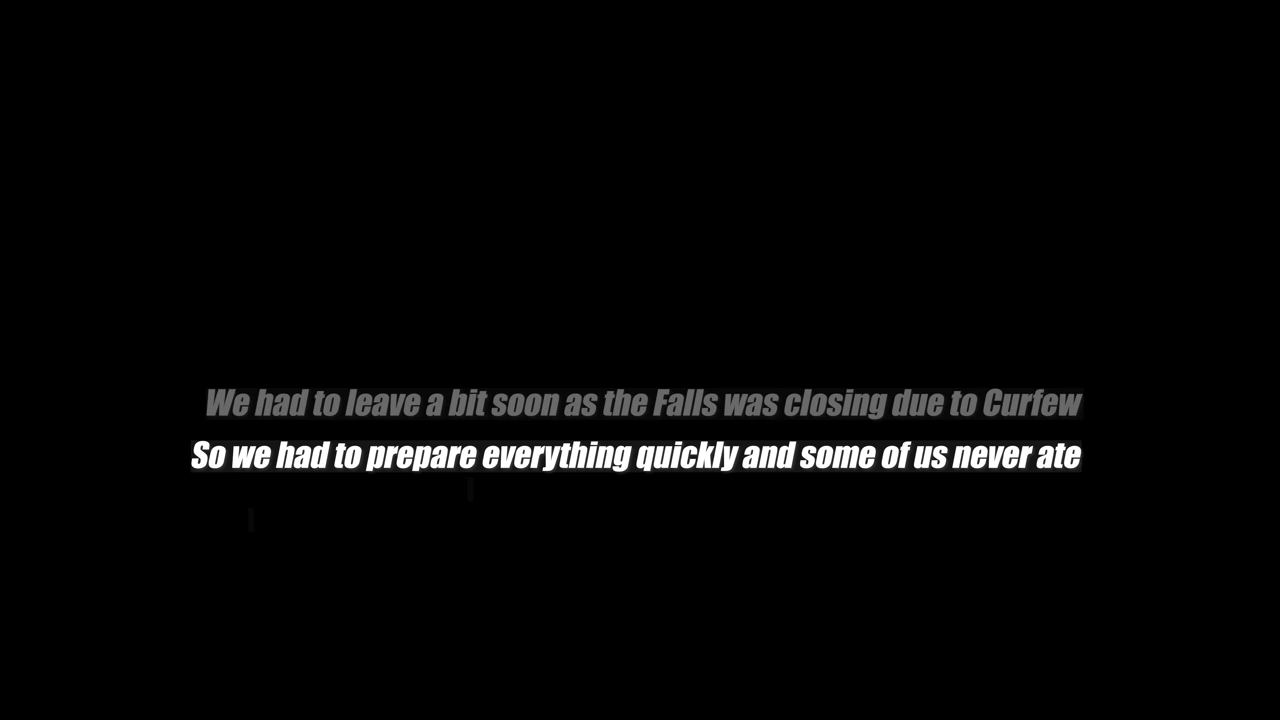 We had to leave a bit soon as the Falls was closing due to Curfew
So we had to prepare everything quickly and some of us never ate